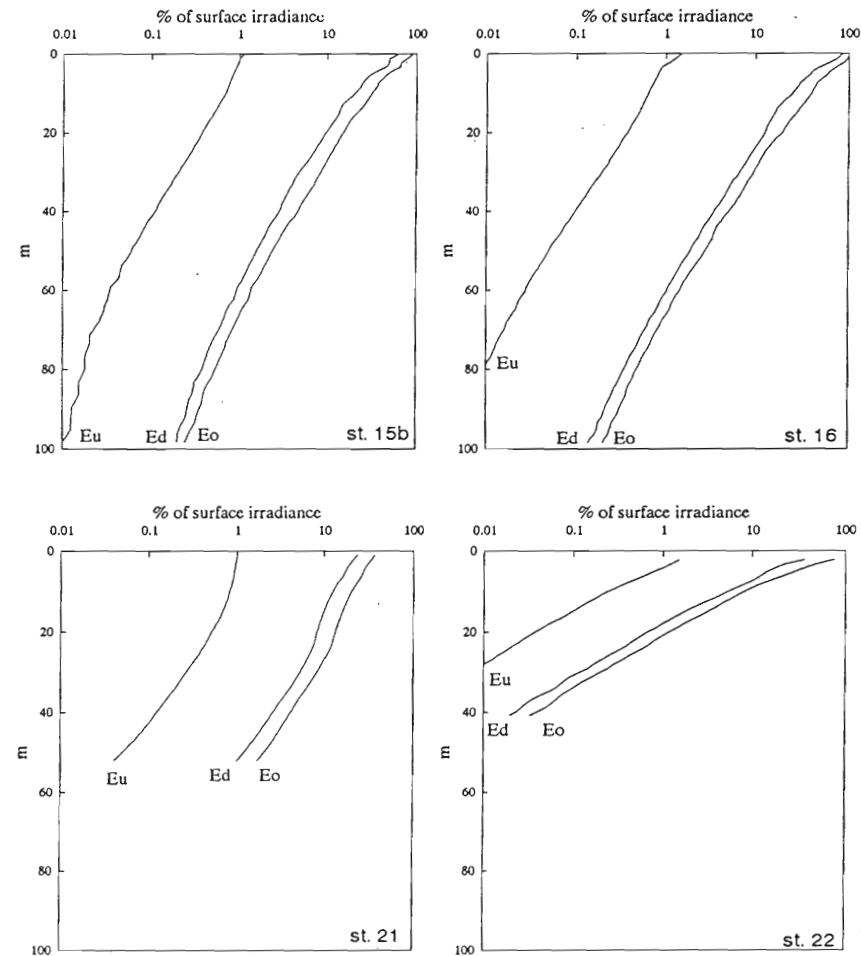 % of surface irradiance
0.01 0.1 1 10 100
0
20
40
m
60
80
100
Eu Ed Eo st. 15b
% of surface irradiance
0.01 0.1 1 10 100
0
20
40
m
60
80
100
Eu
Ed Eo st. 16
% of surface irradiance
0.01 0.1 1 10 100
0
20
40
m
60
80
100
Eu Ed Eo
st. 21
% of surface irradiance
0.01 0.1 1 10 100
0
20
40
m
60
80
100
Eu
Ed Eo
st. 22